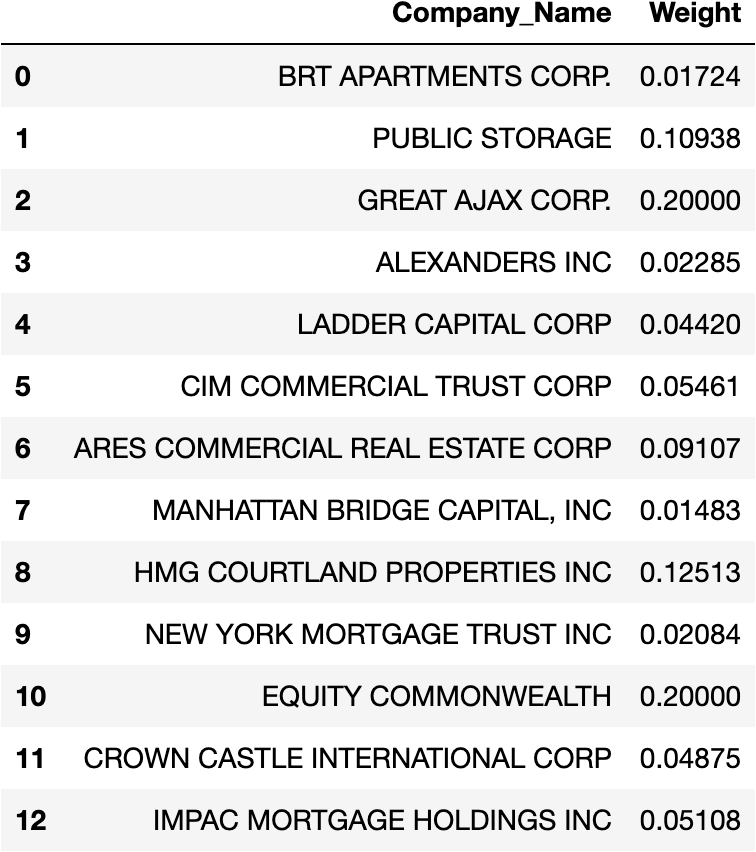 Company_Name Weight
0 BRT APARTMENTS CORP. 0.01724
1 PUBLIC STORAGE 0.10938
2 GREAT AJAX CORP. 0.20000
3 ALEXANDERS INC 0.02285
4 LADDER CAPITAL CORP 0.04420
5 CIM COMMERCIAL TRUST CORP 0.05461
6 ARES COMMERCIAL REAL ESTATE CORP 0.09107
7 MANHATTAN BRIDGE CAPITAL, INC 0.01483
8 HMG COURTLAND PROPERTIES INC 0.12513
9 NEW YORK MORTGAGE TRUST INC 0.02084
10 EQUITY COMMONWEALTH 0.20000
11 CROWN CASTLE INTERNATIONAL CORP 0.04875
12 IMPAC MORTGAGE HOLDINGS INC 0.05108